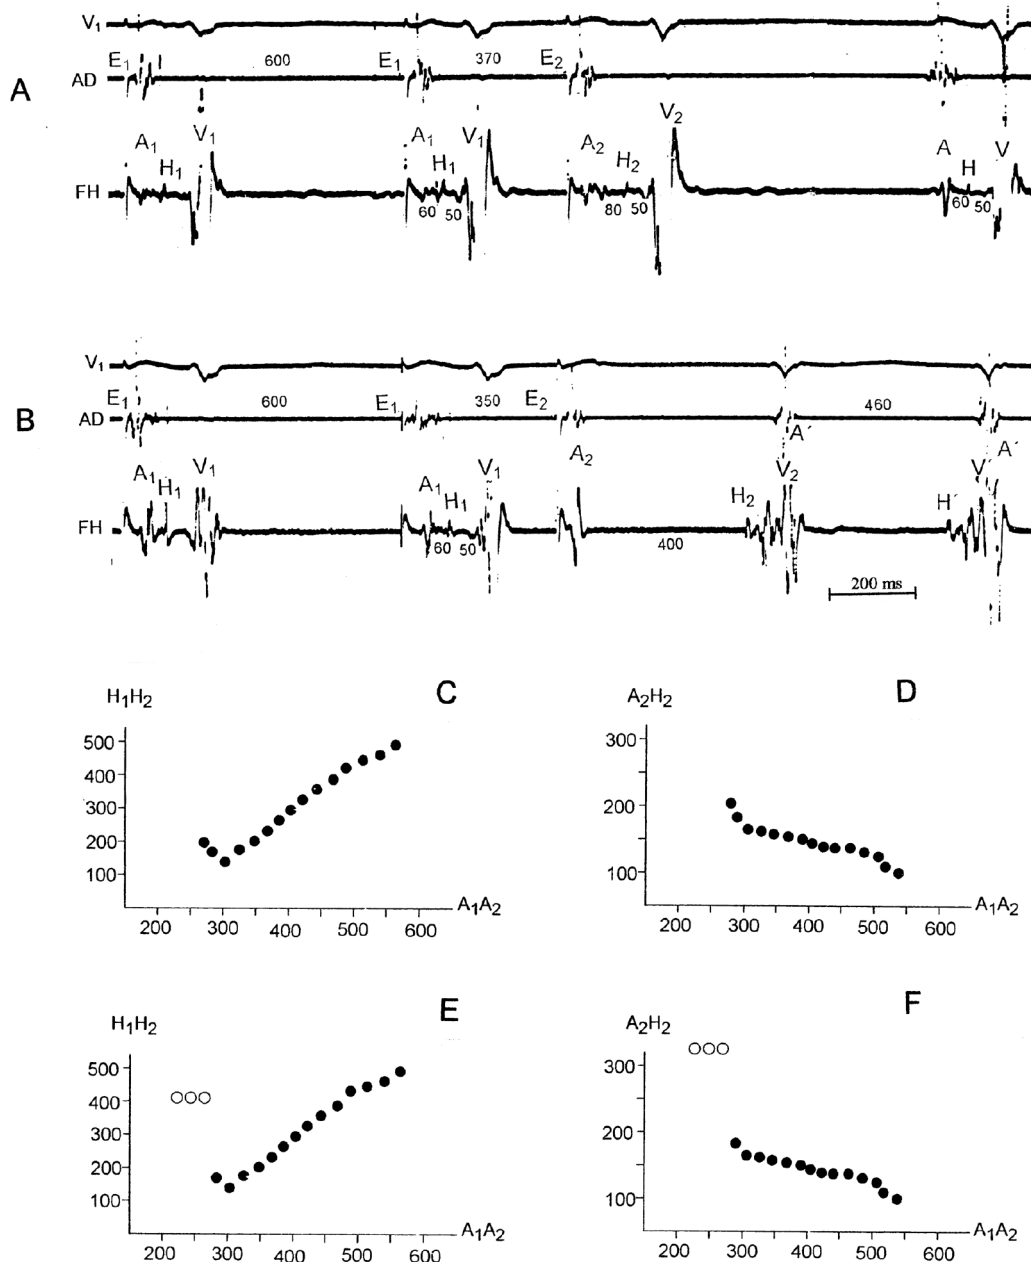 V1
E1 600 E1 370 E2
AD
A
A1 H1 V1 A1 H1 V1 A2 H2 V2 A H V
FH
60 50 80 50 60 50
V1
E1 600 E1 350 E2 460
AD
B
A´ A´
A1 H1 V1 A1 H1 V1 A2 H2 V2 H´ V´
FH
60 50 400
200 ms
H1H2 C
500
400
300
200
100
200 300 400 500 600 A1A2
A2H2 D
300
200
100
200 300 400 500 600 A1A2
H1H2 E
500
400
300
200
100
200 300 400 500 600 A1A2
A2H2 F
300
200
100
200 300 400 500 600 A1A2